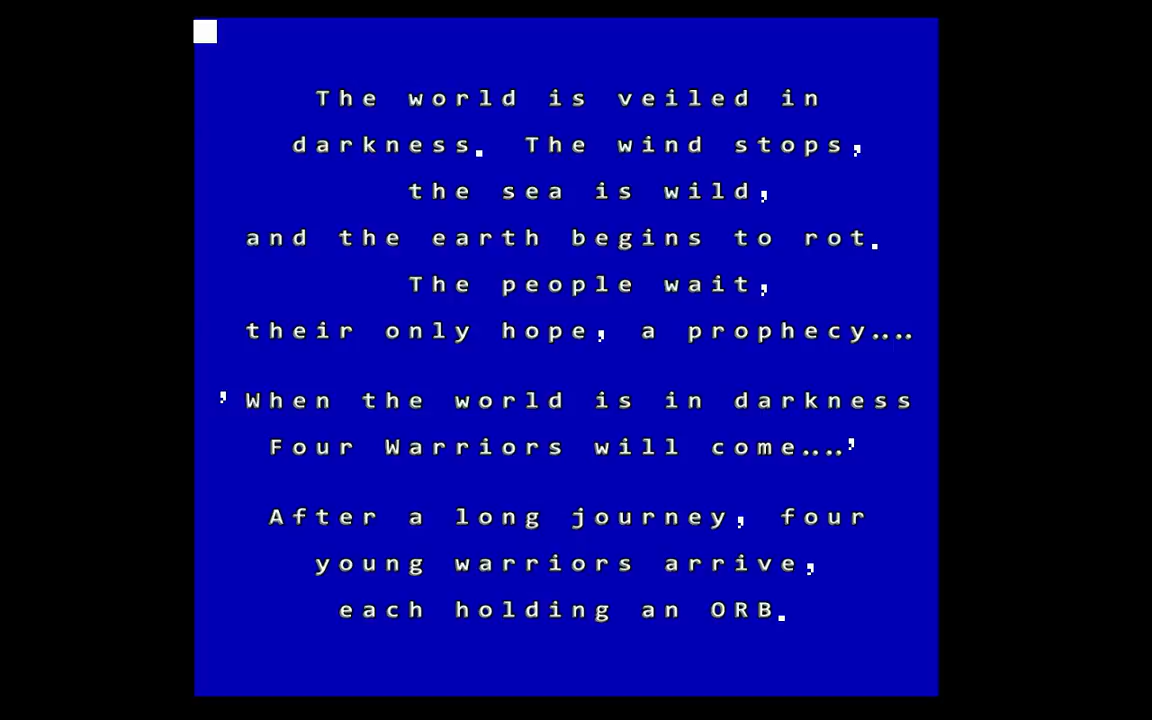 The world is veiled in
darkness. The wind stops,
the sea is wild,
and the earth begins to rot.
The people wait,
their only hope, a prophecy....
'When the world is in darkness
Four Warriors will come....'
After a long journey, four
young warriors arrive,
each holding an ORB.